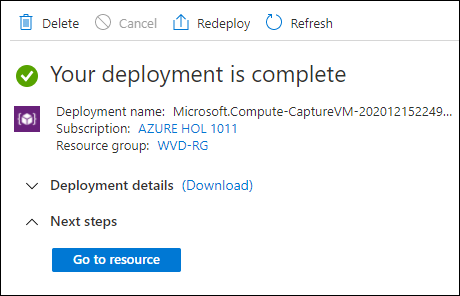 Delete Cancel Redeploy Refresh
Your deployment is complete
Deployment name: Microsoft.Compute-CaptureVM-202012152249...
Subscription: AZURE HOL 1011
Resource group: WVD-RG
Deployment details (Download)
Next steps
Go to resource